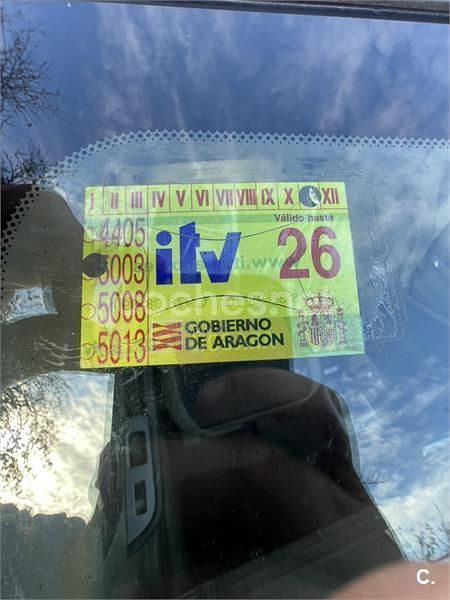 I II III IV V VI VII VIII IX X XII
4405
5003
5008
5013
itv
Válido hasta
26
GOBIERNO
DE ARAGON
C.